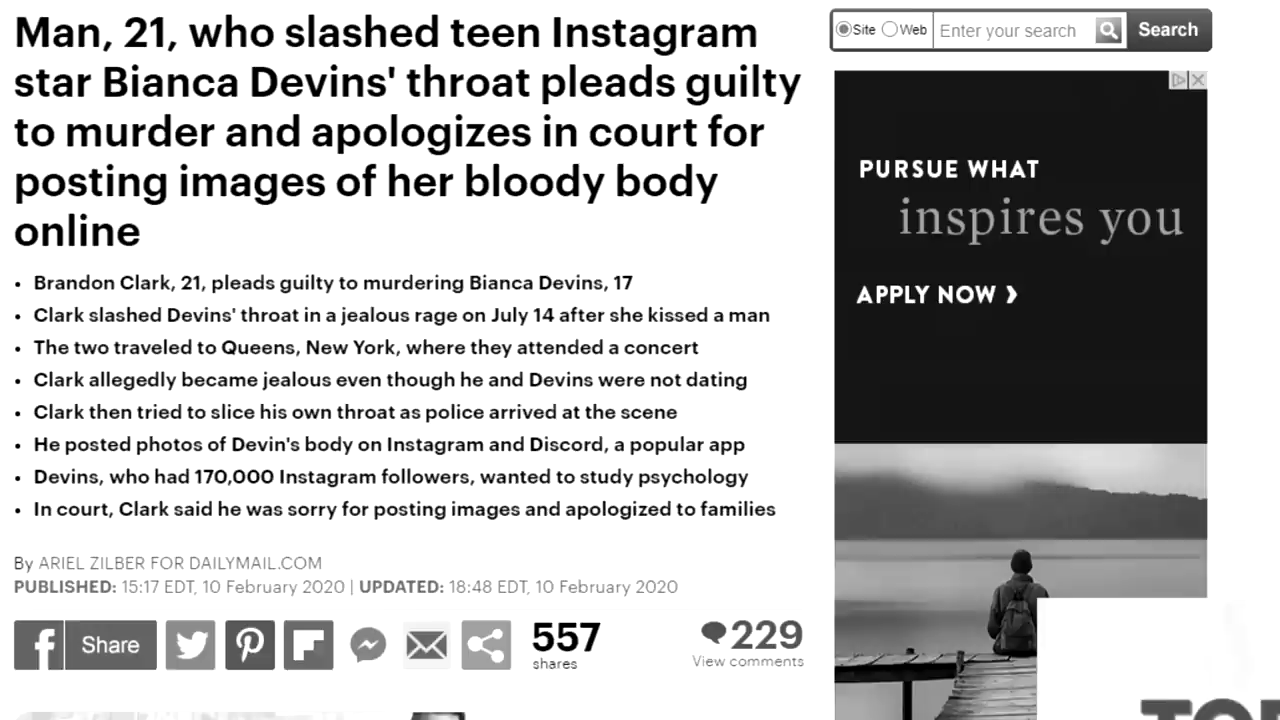 Man, 21, who slashed teen Instagram
star Bianca Devins' throat pleads guilty
to murder and apologizes in court for
posting images of her bloody body
online
• Brandon Clark, 21, pleads guilty to murdering Bianca Devins, 17
• Clark slashed Devins' throat in a jealous rage on July 14 after she kissed a man
• The two traveled to Queens, New York, where they attended a concert
• Clark allegedly became jealous even though he and Devins were not dating
• Clark then tried to slice his own throat as police arrived at the scene
• He posted photos of Devin's body on Instagram and Discord, a popular app
• Devins, who had 170,000 Instagram followers, wanted to study psychology
• In court, Clark said he was sorry for posting images and apologized to families
By ARIEL ZILBER FOR DAILYMAIL.COM
PUBLISHED: 15:17 EDT, 10 February 2020 | UPDATED: 18:48 EDT, 10 February 2020
Share
557
shares
229
View comments
Site Web Enter your search Search
PURSUE WHAT
inspires you
APPLY NOW ❯